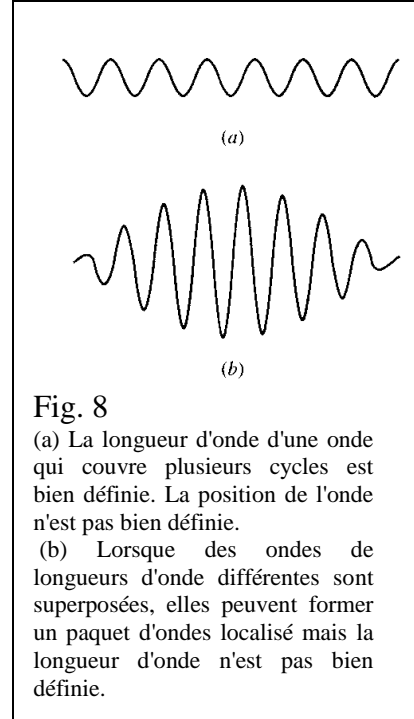 (a)
(b)
Fig. 8
(a) La longueur d'onde d'une onde
qui couvre plusieurs cycles est
bien définie. La position de l'onde
n'est pas bien définie.
(b) Lorsque des ondes de
longueurs d'onde différentes sont
superposées, elles peuvent former
un paquet d'ondes localisé mais la
longueur d'onde n'est pas bien
définie.